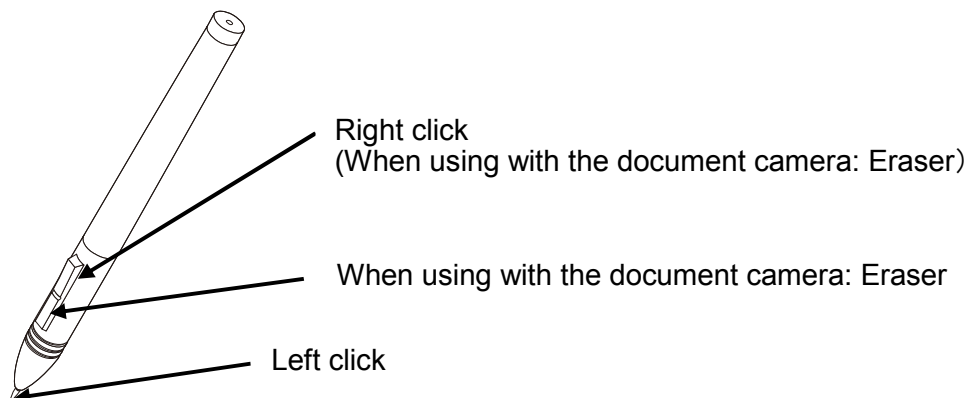 Right click
(When using with the document camera: Eraser）
When using with the document camera: Eraser
Left click